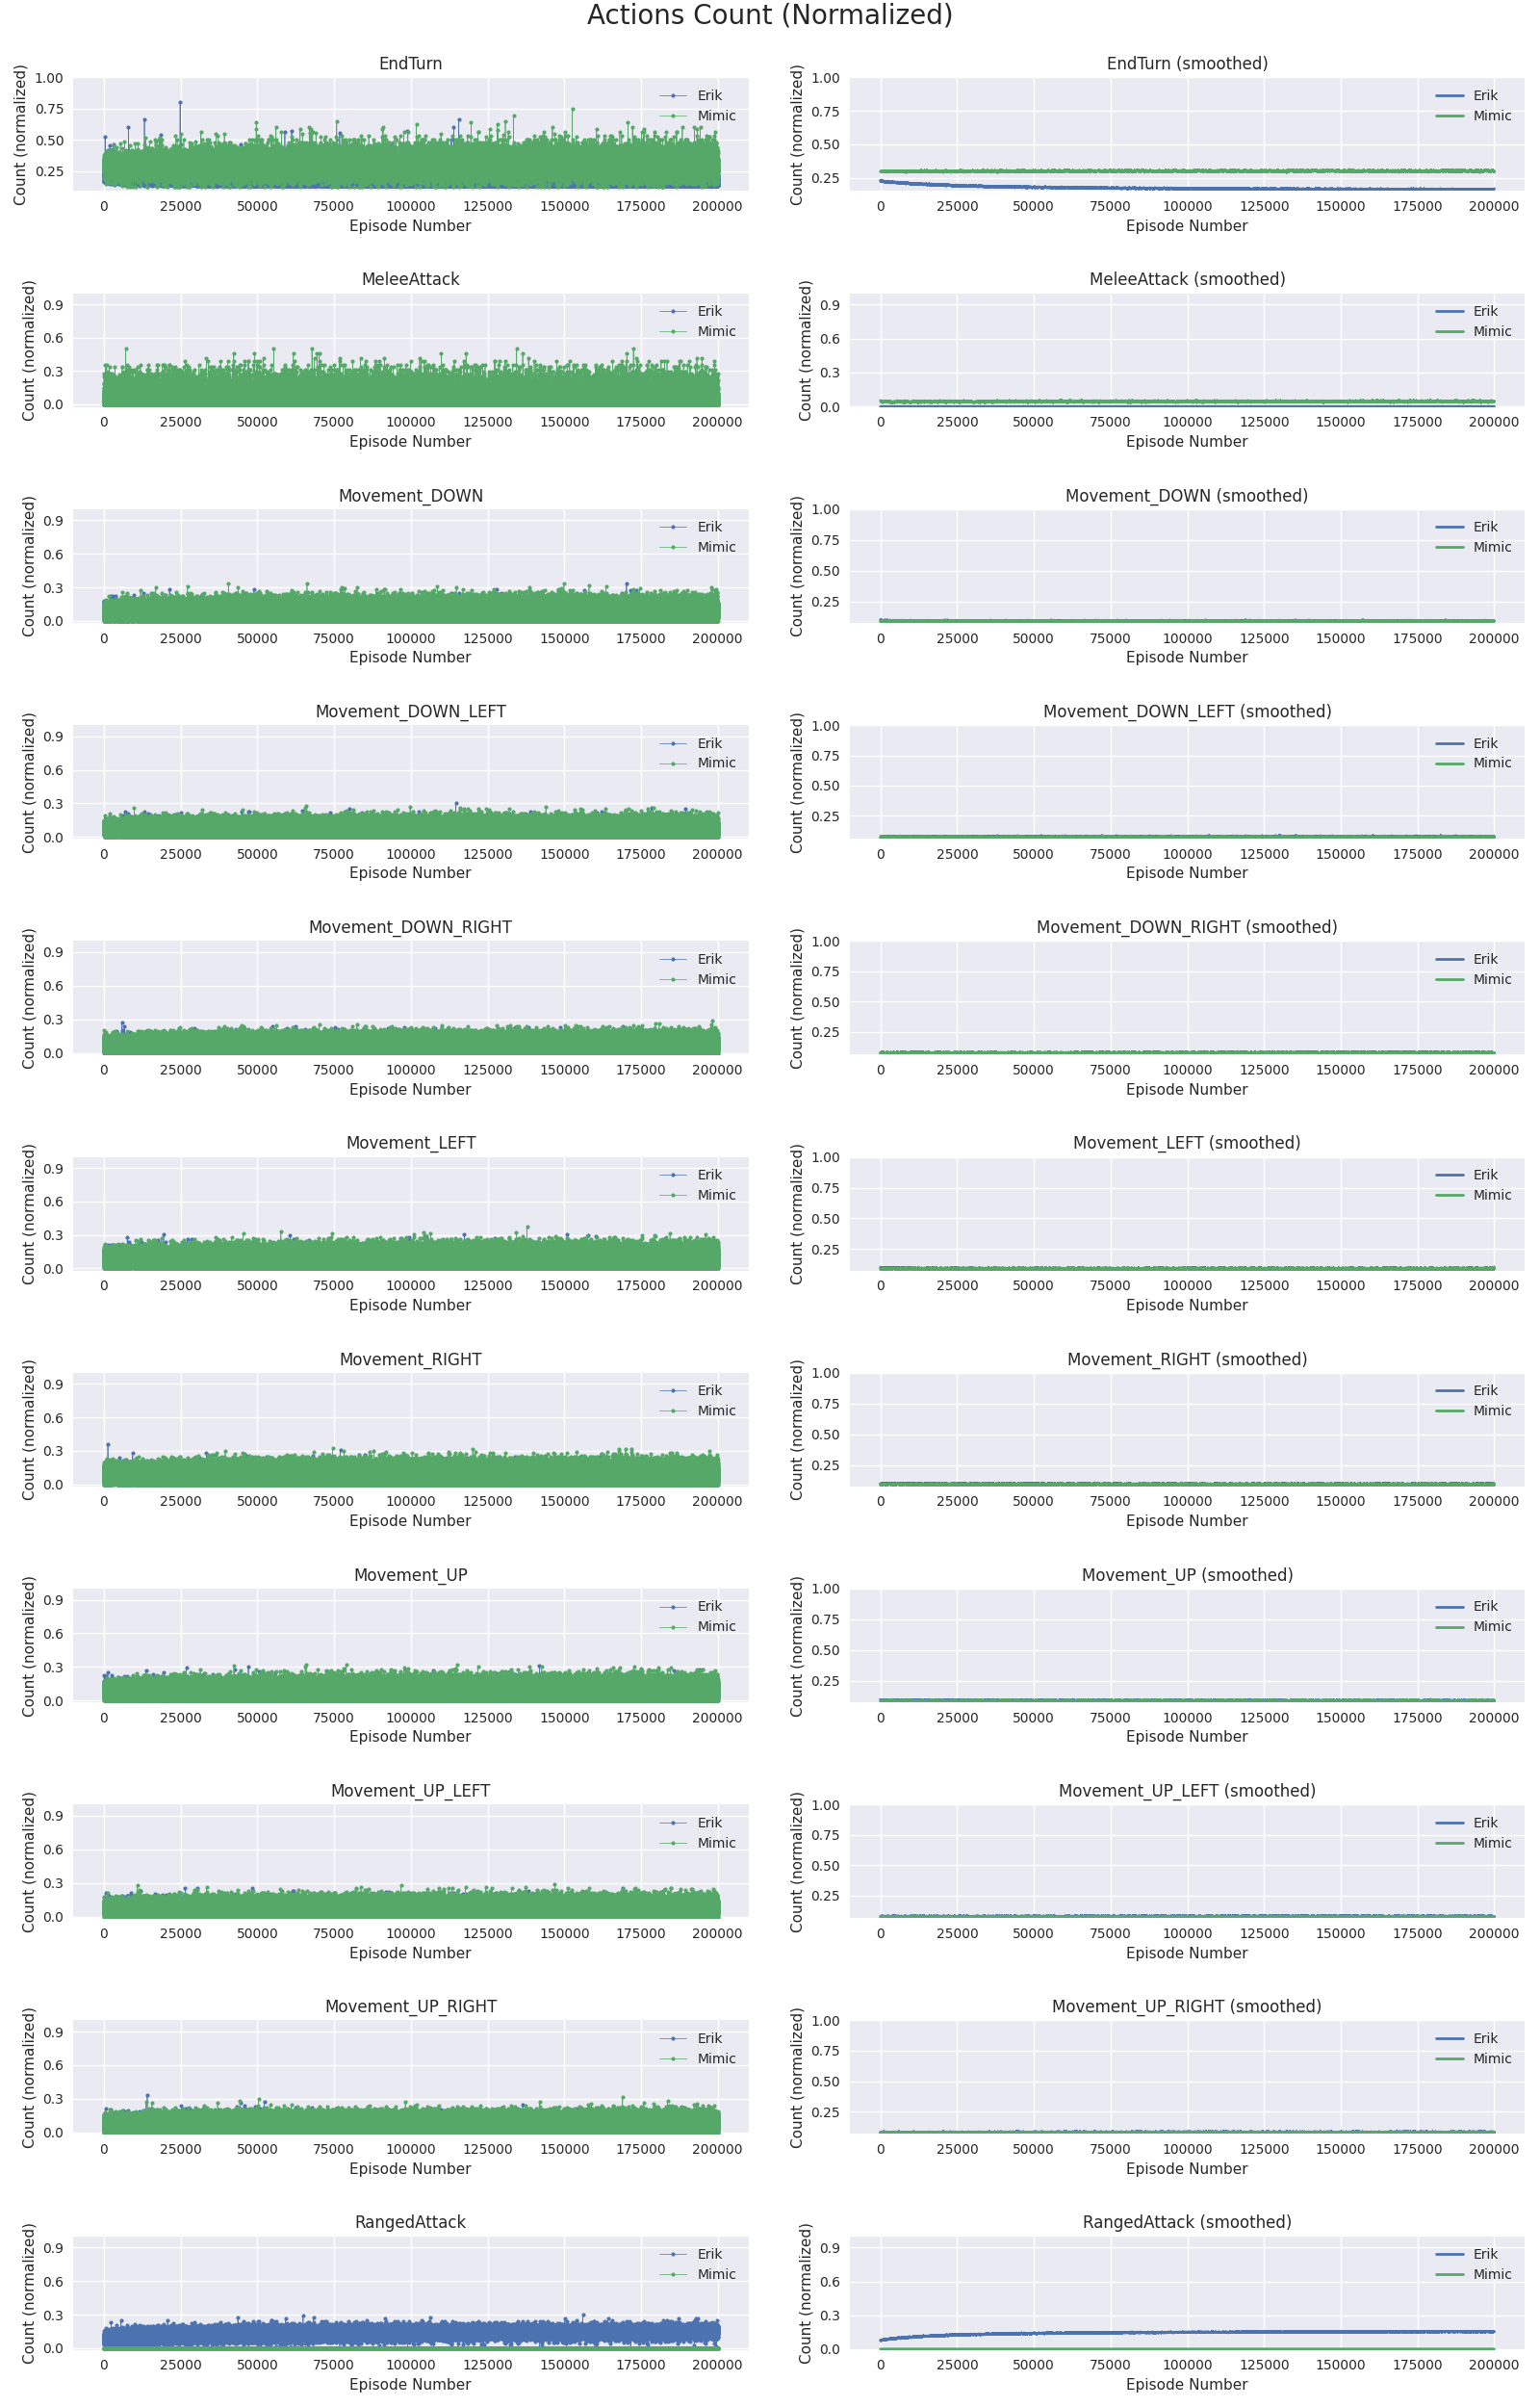 Actions Count (Normalized)
EndTurn
Count (normalized)
1.00
0.75
0.50
0.25
Erik
Mimic
0 25000 50000 75000 100000 125000 150000 175000 200000
Episode Number
EndTurn (smoothed)
Count (normalized)
1.00
0.75
0.50
0.25
Erik
Mimic
0 25000 50000 75000 100000 125000 150000 175000 200000
Episode Number
MeleeAttack
Count (normalized)
0.9
0.6
0.3
0.0
Erik
Mimic
0 25000 50000 75000 100000 125000 150000 175000 200000
Episode Number
MeleeAttack (smoothed)
Count (normalized)
0.9
0.6
0.3
0.0
Erik
Mimic
0 25000 50000 75000 100000 125000 150000 175000 200000
Episode Number
Movement_DOWN
Count (normalized)
0.9
0.6
0.3
0.0
Erik
Mimic
0 25000 50000 75000 100000 125000 150000 175000 200000
Episode Number
Movement_DOWN (smoothed)
Count (normalized)
1.00
0.75
0.50
0.25
Erik
Mimic
0 25000 50000 75000 100000 125000 150000 175000 200000
Episode Number
Movement_DOWN_LEFT
Count (normalized)
0.9
0.6
0.3
0.0
Erik
Mimic
0 25000 50000 75000 100000 125000 150000 175000 200000
Episode Number
Movement_DOWN_LEFT (smoothed)
Count (normalized)
1.00
0.75
0.50
0.25
Erik
Mimic
0 25000 50000 75000 100000 125000 150000 175000 200000
Episode Number
Movement_DOWN_RIGHT
Count (normalized)
0.9
0.6
0.3
0.0
Erik
Mimic
0 25000 50000 75000 100000 125000 150000 175000 200000
Episode Number
Movement_DOWN_RIGHT (smoothed)
Count (normalized)
1.00
0.75
0.50
0.25
Erik
Mimic
0 25000 50000 75000 100000 125000 150000 175000 200000
Episode Number
Movement_LEFT
Count (normalized)
0.9
0.6
0.3
0.0
Erik
Mimic
0 25000 50000 75000 100000 125000 150000 175000 200000
Episode Number
Movement_LEFT (smoothed)
Count (normalized)
1.00
0.75
0.50
0.25
Erik
Mimic
0 25000 50000 75000 100000 125000 150000 175000 200000
Episode Number
Movement_RIGHT
Count (normalized)
0.9
0.6
0.3
0.0
Erik
Mimic
0 25000 50000 75000 100000 125000 150000 175000 200000
Episode Number
Movement_RIGHT (smoothed)
Count (normalized)
1.00
0.75
0.50
0.25
Erik
Mimic
0 25000 50000 75000 100000 125000 150000 175000 200000
Episode Number
Movement_UP
Count (normalized)
0.9
0.6
0.3
0.0
Erik
Mimic
0 25000 50000 75000 100000 125000 150000 175000 200000
Episode Number
Movement_UP (smoothed)
Count (normalized)
1.00
0.75
0.50
0.25
Erik
Mimic
0 25000 50000 75000 100000 125000 150000 175000 200000
Episode Number
Movement_UP_LEFT
Count (normalized)
0.9
0.6
0.3
0.0
Erik
Mimic
0 25000 50000 75000 100000 125000 150000 175000 200000
Episode Number
Movement_UP_LEFT (smoothed)
Count (normalized)
1.00
0.75
0.50
0.25
Erik
Mimic
0 25000 50000 75000 100000 125000 150000 175000 200000
Episode Number
Movement_UP_RIGHT
Count (normalized)
0.9
0.6
0.3
0.0
Erik
Mimic
0 25000 50000 75000 100000 125000 150000 175000 200000
Episode Number
Movement_UP_RIGHT (smoothed)
Count (normalized)
1.00
0.75
0.50
0.25
Erik
Mimic
0 25000 50000 75000 100000 125000 150000 175000 200000
Episode Number
RangedAttack
Count (normalized)
0.9
0.6
0.3
0.0
Erik
Mimic
0 25000 50000 75000 100000 125000 150000 175000 200000
Episode Number
RangedAttack (smoothed)
Count (normalized)
0.9
0.6
0.3
0.0
Erik
Mimic
0 25000 50000 75000 100000 125000 150000 175000 200000
Episode Number